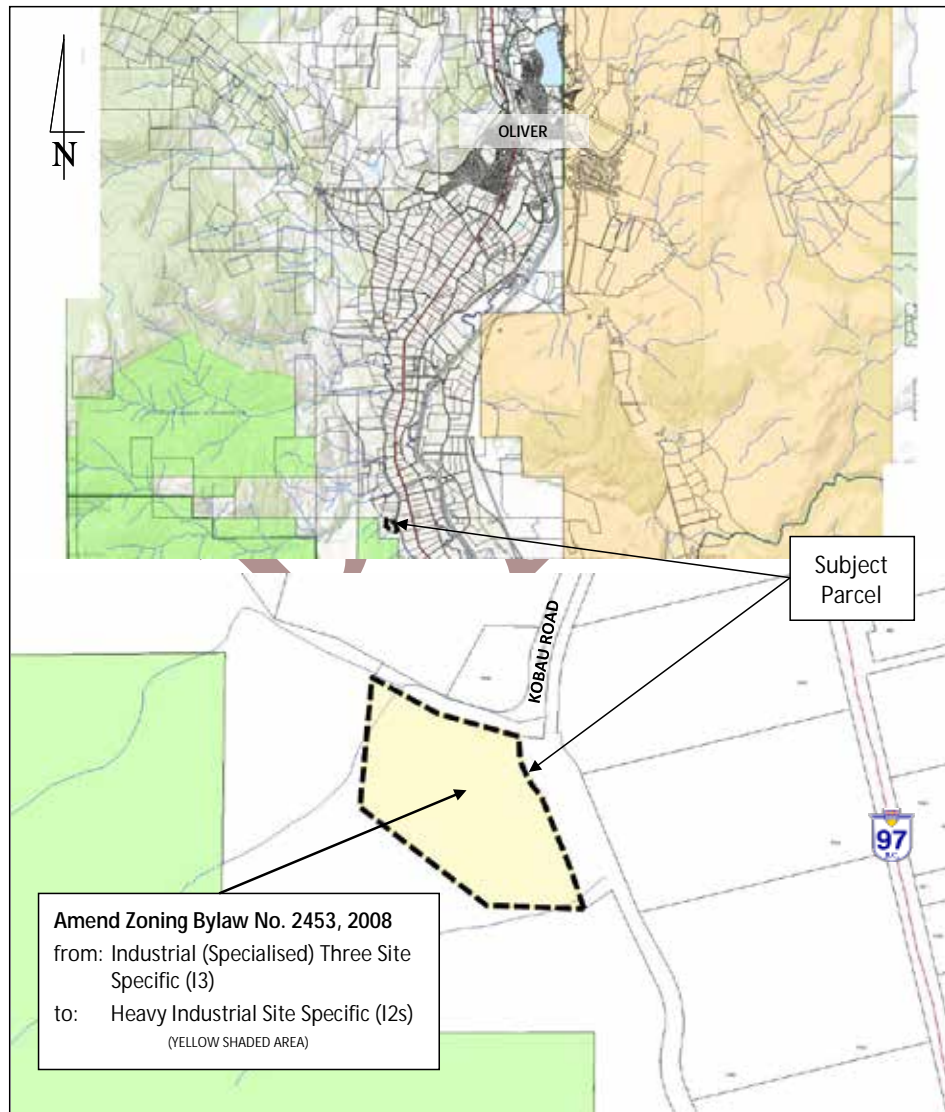 N
OLIVER
Subject
Parcel
KOBAU ROAD
97
B.C.
Amend Zoning Bylaw No. 2453, 2008
from: Industrial (Specialised) Three Site
Specific (I3)
to: Heavy Industrial Site Specific (I2s)
(YELLOW SHADED AREA)